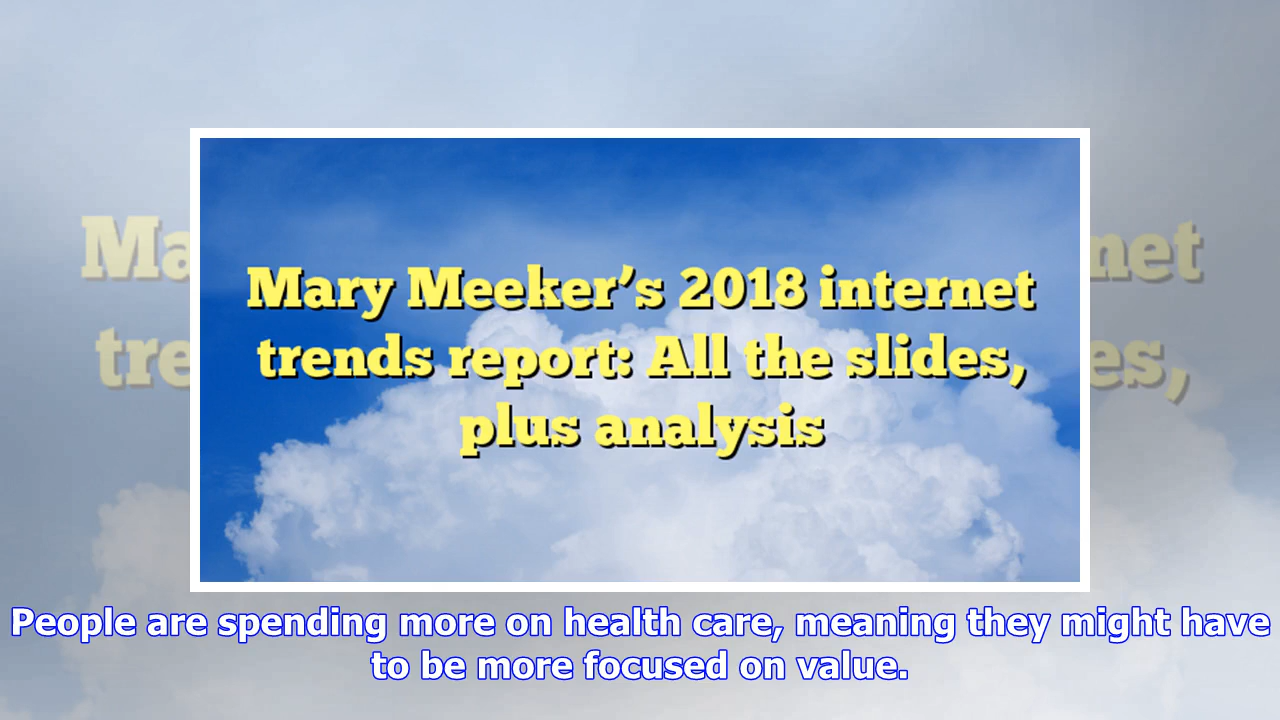 Mary Meeker’s 2018 internet
trends report: All the slides,
plus analysis
People are spending more on health care, meaning they might have
to be more focused on value.